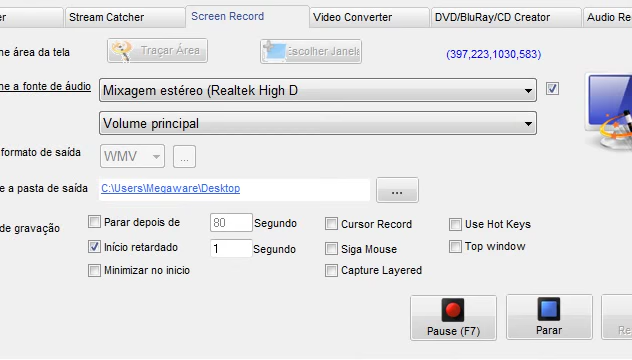 er Stream Catcher Screen Record Video Converter DVD/BluRay/CD Creator Audio Re
ne área da tela Traçar Área Escolher Janela (397,223,1030,583)
ne a fonte de áudio Mixagem estéreo (Realtek High D
Volume principal
formato de saída WMV ...
e a pasta de saída C:\Users\Megaware\Desktop ...
de gravação Parar depois de 80 Segundo Cursor Record Use Hot Keys
Início retardado 1 Segundo Siga Mouse Top window
Minimizar no inicio Capture Layered
Pause (F7) Parar Re